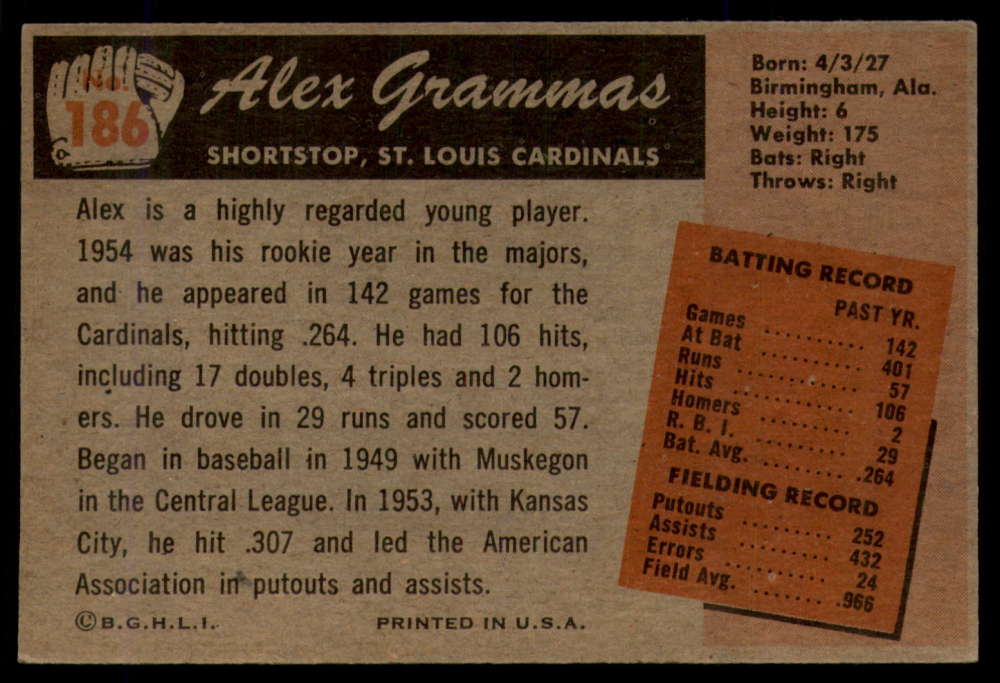 No.
186
Alex Grammas
SHORTSTOP, ST. LOUIS CARDINALS
Born: 4/3/27
Birmingham, Ala.
Height: 6
Weight: 175
Bats: Right
Throws: Right
Alex is a highly regarded young player.
1954 was his rookie year in the majors,
and he appeared in 142 games for the
Cardinals, hitting .264. He had 106 hits,
including 17 doubles, 4 triples and 2 hom-
ers. He drove in 29 runs and scored 57.
Began in baseball in 1949 with Muskegon
in the Central League. In 1953, with Kansas
City, he hit .307 and led the American
Association in putouts and assists.
©B.G.H.L.I. PRINTED IN U.S.A.
BATTING RECORD
PAST YR.
Games .......... 142
At Bat .......... 401
Runs .......... 57
Hits .......... 106
Homers .......... 2
R. B. I. .......... 29
Bat. Avg. .......... .264
FIELDING RECORD
Putouts .......... 252
Assists .......... 432
Errors .......... 24
Field Avg. .......... .966